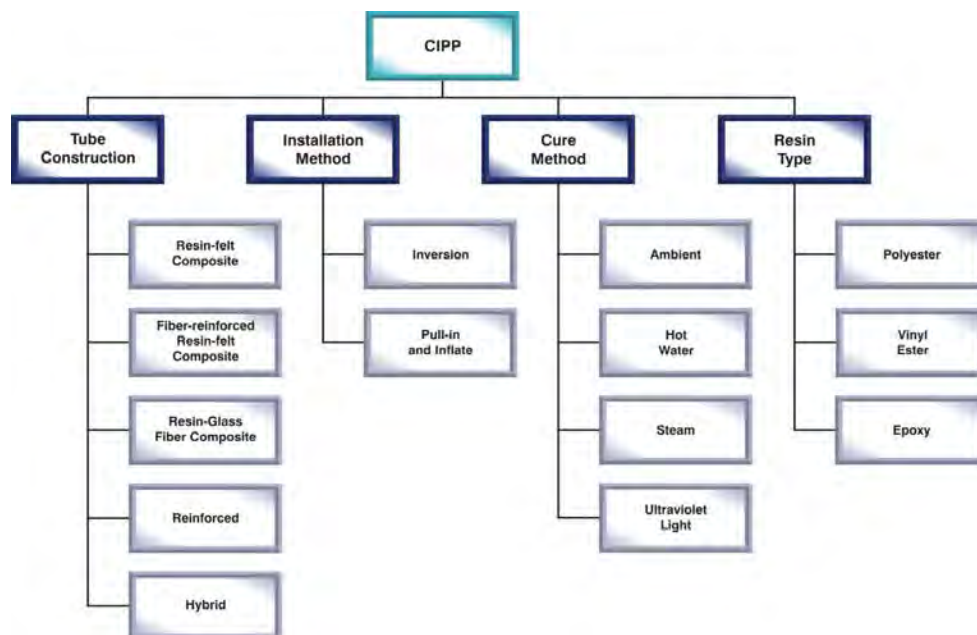 CIPP
Tube
Construction
Installation
Method
Cure
Method
Resin
Type
Resin-felt
Composite
Fiber-reinforced
Resin-felt
Composite
Resin-Glass
Fiber Composite
Reinforced
Hybrid
Inversion
Pull-in
and Inflate
Ambient
Hot
Water
Steam
Ultraviolet
Light
Polyester
Vinyl
Ester
Epoxy